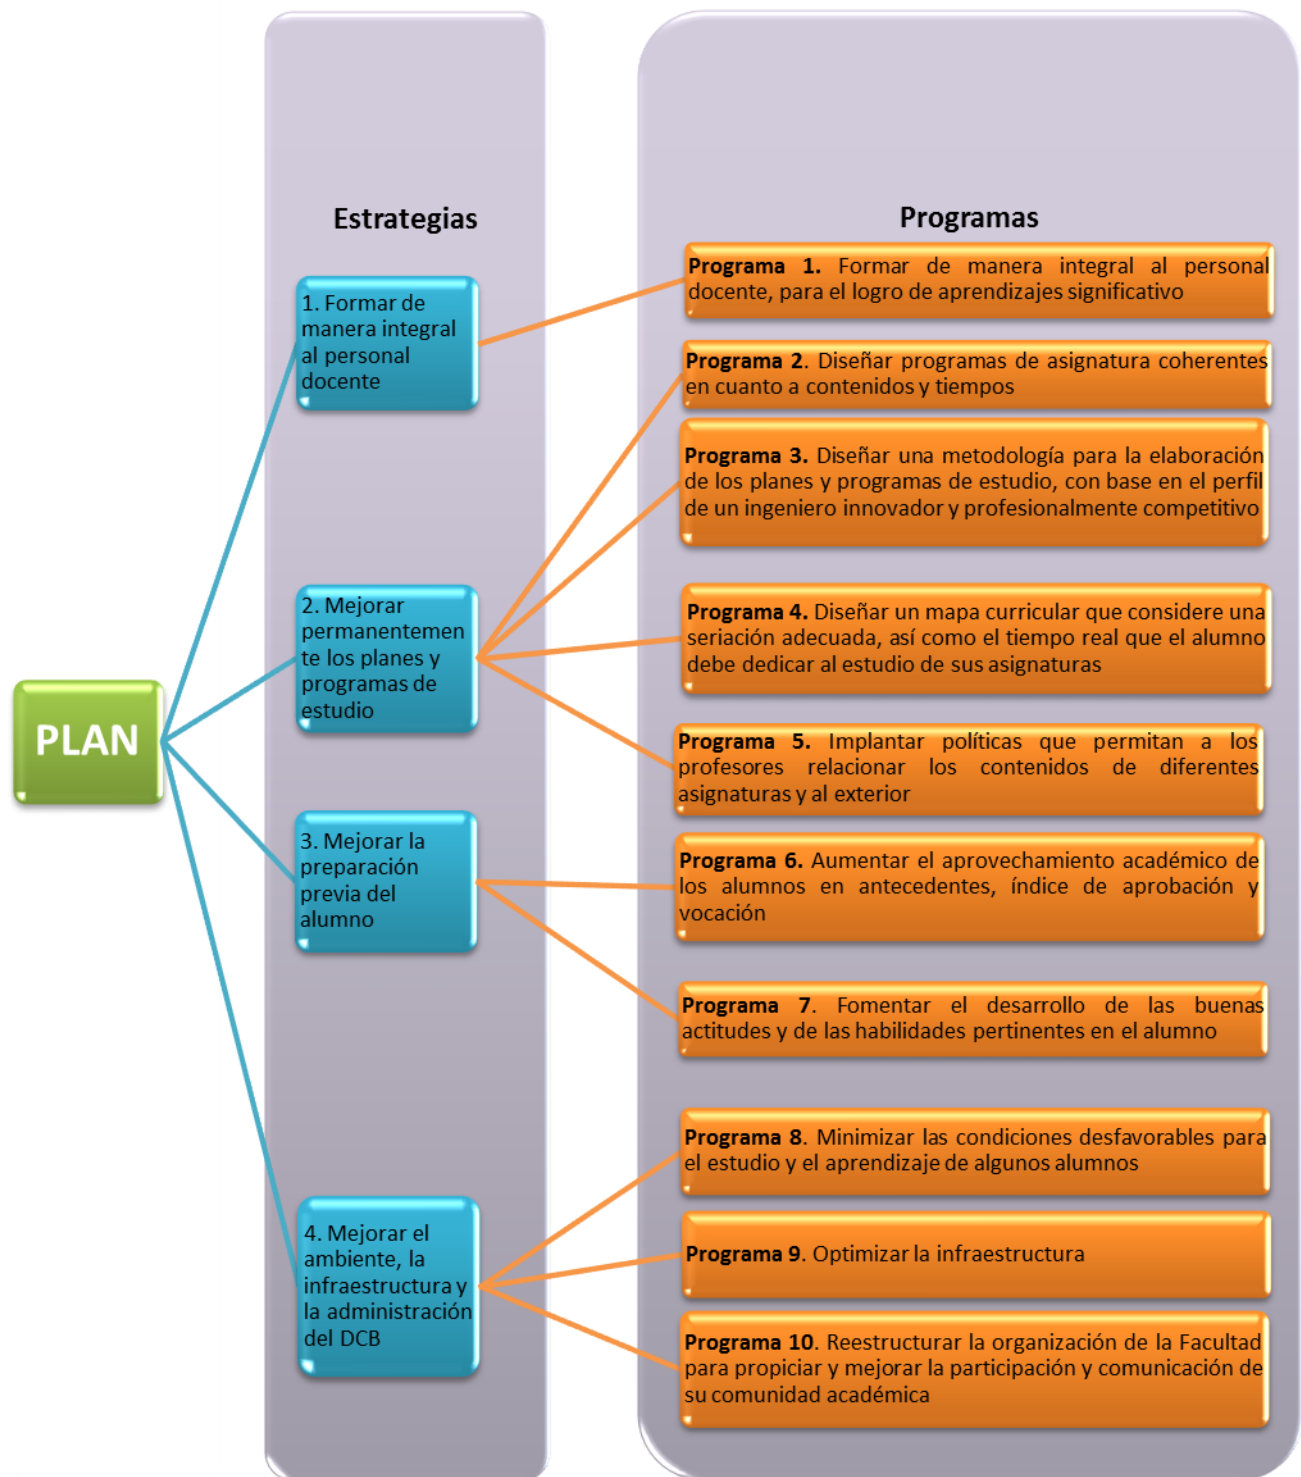 Estrategias
Programas
PLAN
1. Formar de
manera integral
al personal
docente
2. Mejorar
permanentemen
te los planes y
programas de
estudio
3. Mejorar la
preparación
previa del
alumno
4. Mejorar el
ambiente, la
infraestructura y
la administración
del DCB
Programa 1. Formar de manera integral al personal
docente, para el logro de aprendizajes significativo
Programa 2. Diseñar programas de asignatura coherentes
en cuanto a contenidos y tiempos
Programa 3. Diseñar una metodología para la elaboración
de los planes y programas de estudio, con base en el perfil
de un ingeniero innovador y profesionalmente competitivo
Programa 4. Diseñar un mapa curricular que considere una
seriación adecuada, así como el tiempo real que el alumno
debe dedicar al estudio de sus asignaturas
Programa 5. Implantar políticas que permitan a los
profesores relacionar los contenidos de diferentes
asignaturas y al exterior
Programa 6. Aumentar el aprovechamiento académico de
los alumnos en antecedentes, índice de aprobación y
vocación
Programa 7. Fomentar el desarrollo de las buenas
actitudes y de las habilidades pertinentes en el alumno
Programa 8. Minimizar las condiciones desfavorables para
el estudio y el aprendizaje de algunos alumnos
Programa 9. Optimizar la infraestructura
Programa 10. Reestructurar la organización de la Facultad
para propiciar y mejorar la participación y comunicación de
su comunidad académica